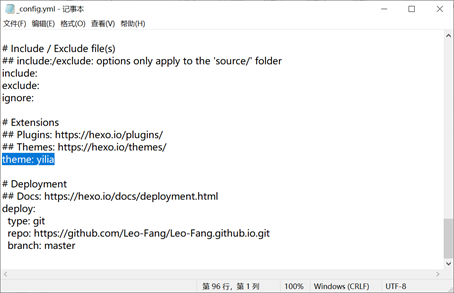 _config.yml - 记事本
文件(F) 编辑(E) 格式(O) 查看(V) 帮助(H)
# Include / Exclude file(s)
## include:/exclude: options only apply to the 'source/' folder
include:
exclude:
ignore:
# Extensions
## Plugins: https://hexo.io/plugins/
## Themes: https://hexo.io/themes/
theme: yilia
# Deployment
## Docs: https://hexo.io/docs/deployment.html
deploy:
  type: git
  repo: https://github.com/Leo-Fang/Leo-Fang.github.io.git
  branch: master
第 96 行，第 1 列 100% Windows (CRLF) UTF-8